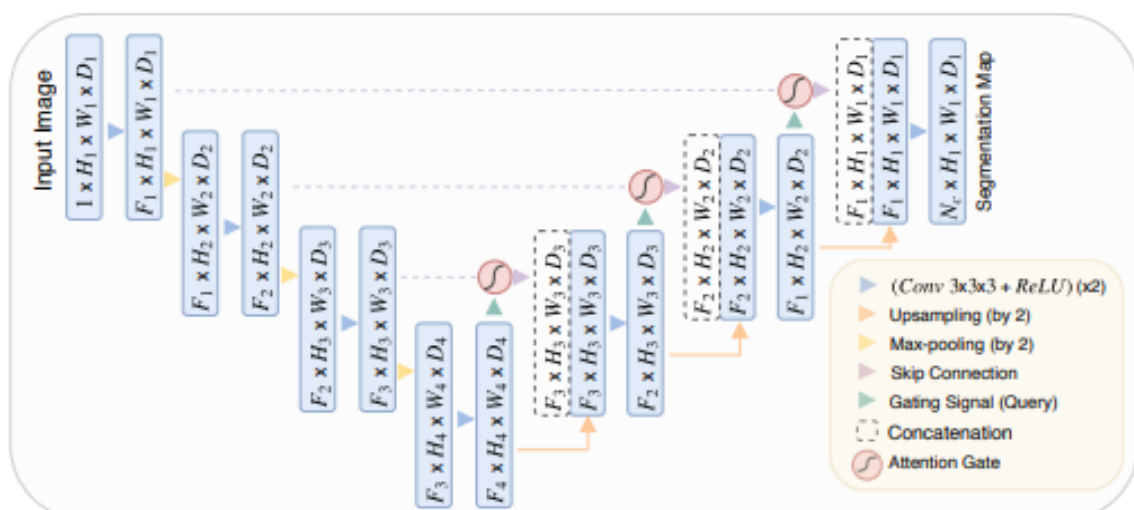 Input Image
1 x H₁ x W₁ x D₁
F₁ x H₁ x W₁ x D₁
F₁ x H₂ x W₂ x D₂
F₂ x H₂ x W₂ x D₂
F₂ x H₃ x W₃ x D₃
F₃ x H₃ x W₃ x D₃
F₃ x H₄ x W₄ x D₄
F₄ x H₄ x W₄ x D₄
F₃ x H₃ x W₃ x D₃
F₃ x H₃ x W₃ x D₃
F₂ x H₃ x W₃ x D₃
F₂ x H₂ x W₂ x D₂
F₂ x H₂ x W₂ x D₂
F₁ x H₂ x W₂ x D₂
F₁ x H₁ x W₁ x D₁
F₁ x H₁ x W₁ x D₁
N꜀ x H₁ x W₁ x D₁
Segmentation Map
(Conv 3x3x3 + ReLU) (x2)
Upsampling (by 2)
Max-pooling (by 2)
Skip Connection
Gating Signal (Query)
Concatenation
Attention Gate